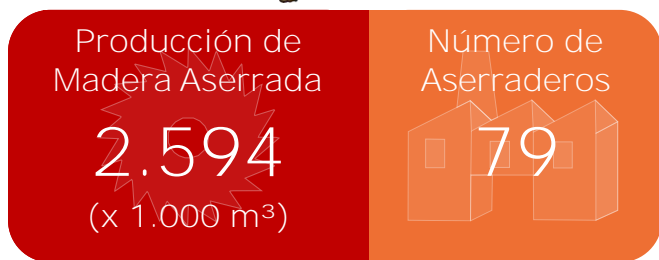 Producción de
Madera Aserrada
2.594
(x 1.000 m³)
Número de
Aserraderos
79